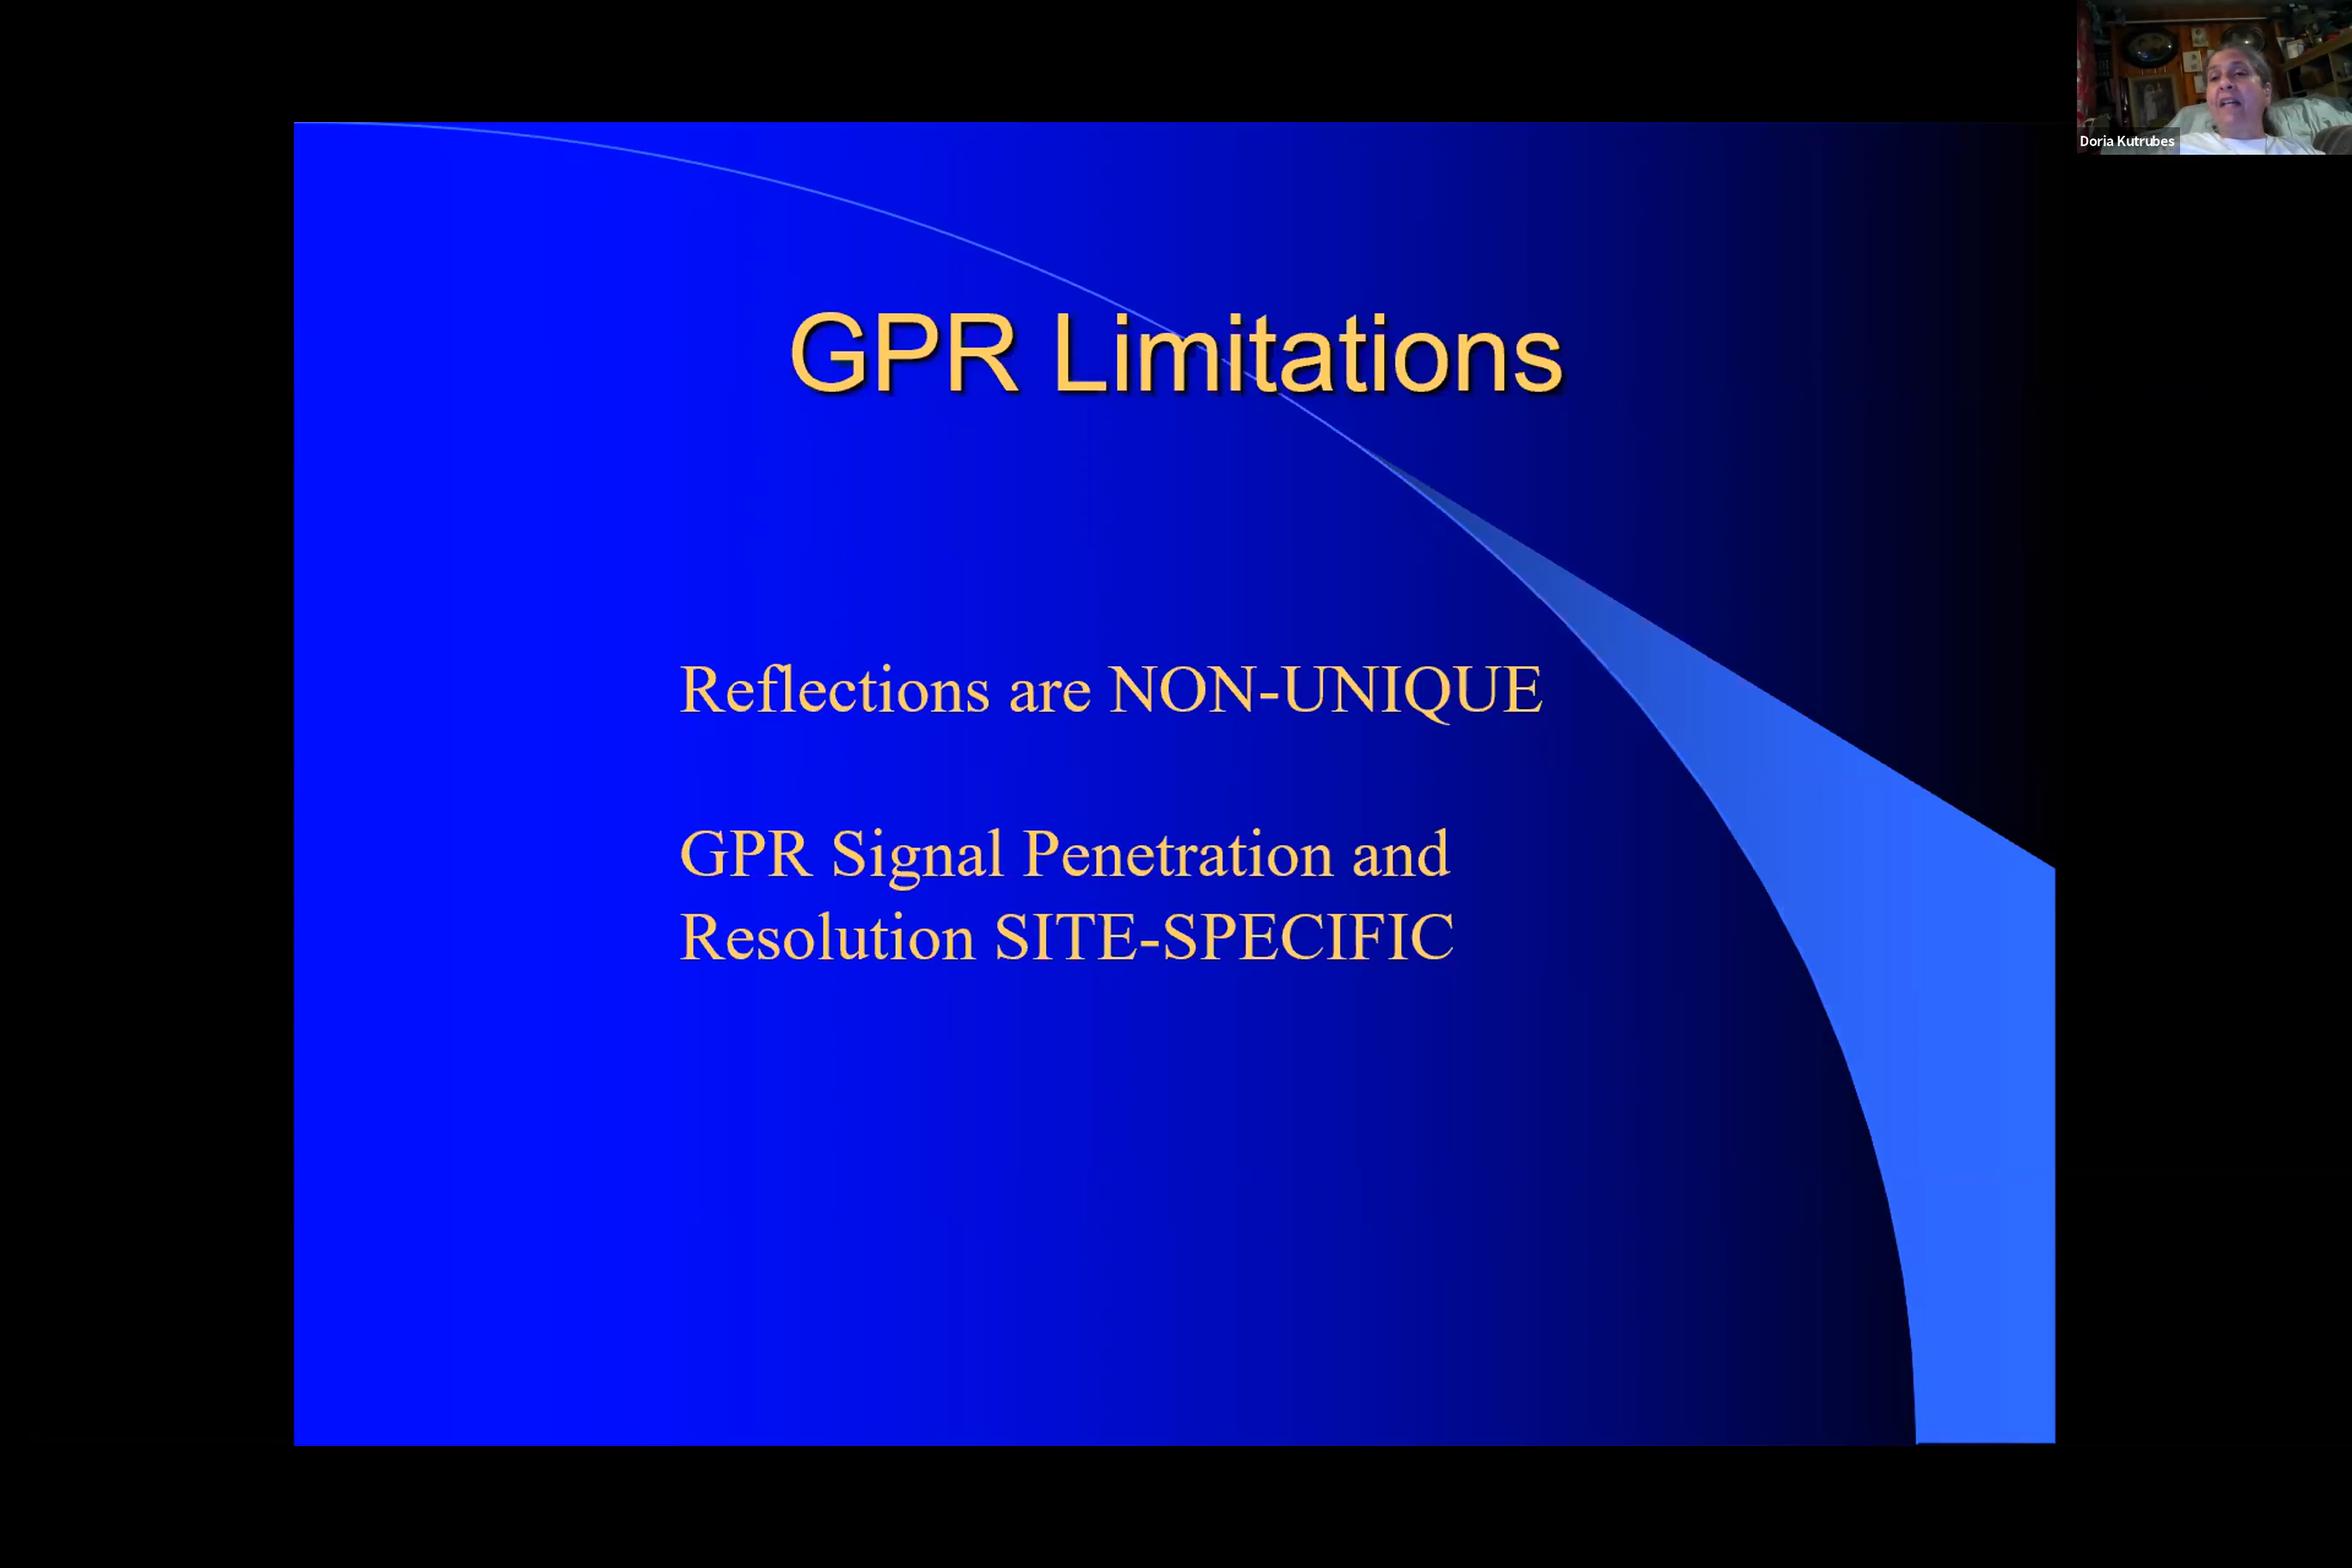 Doria Kutrubes
GPR Limitations
Reflections are NON-UNIQUE
GPR Signal Penetration and
Resolution SITE-SPECIFIC